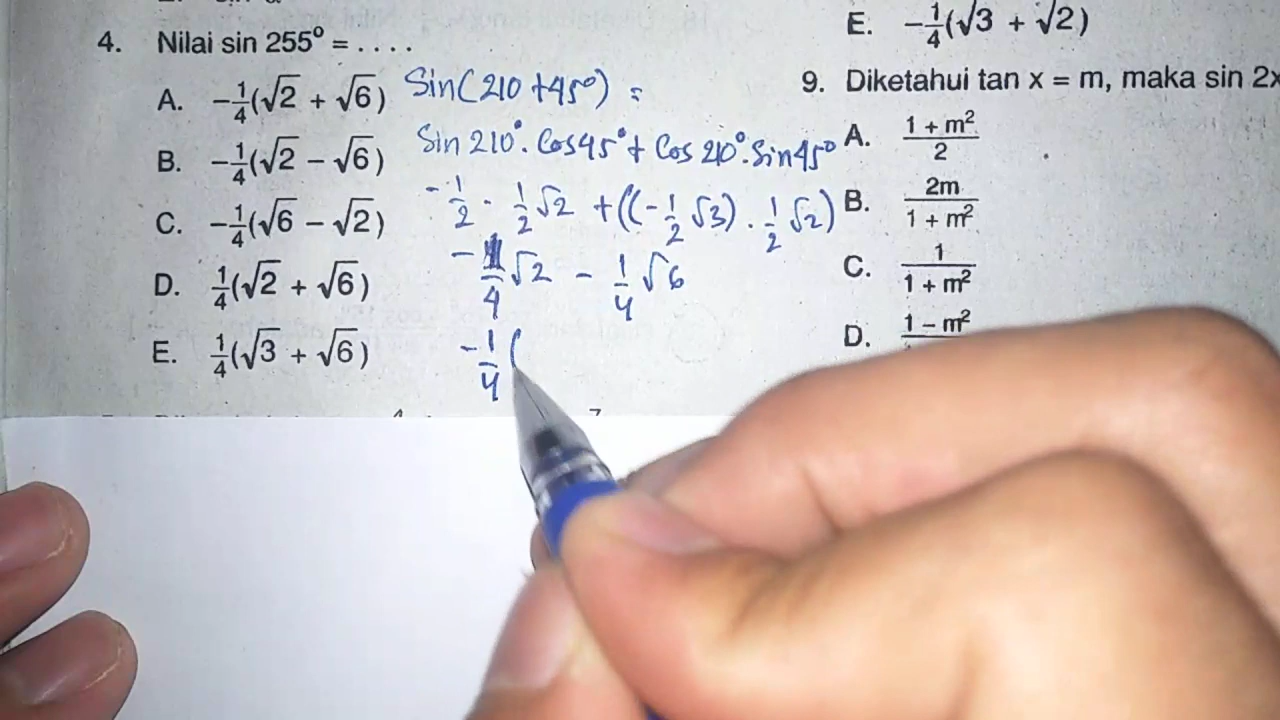 4. Nilai sin 255° = . . . .
A. -1/4(√2 + √6)
B. -1/4(√2 - √6)
C. -1/4(√6 - √2)
D. 1/4(√2 + √6)
E. 1/4(√3 + √6)
Sin(210 + 45°) =
Sin 210°. Cos 45° + Cos 210°. Sin 45°
-1/2 · 1/2 √2 + ((-1/2 √3) . 1/2 √2)
-1/4 √2 - 1/4 √6
-1/4 (
E. -1/4(√3 + √2)
9. Diketahui tan x = m, maka sin 2x
A. (1 + m²)/2
B. 2m/(1 + m²)
C. 1/(1 + m²)
D. 1 - m²